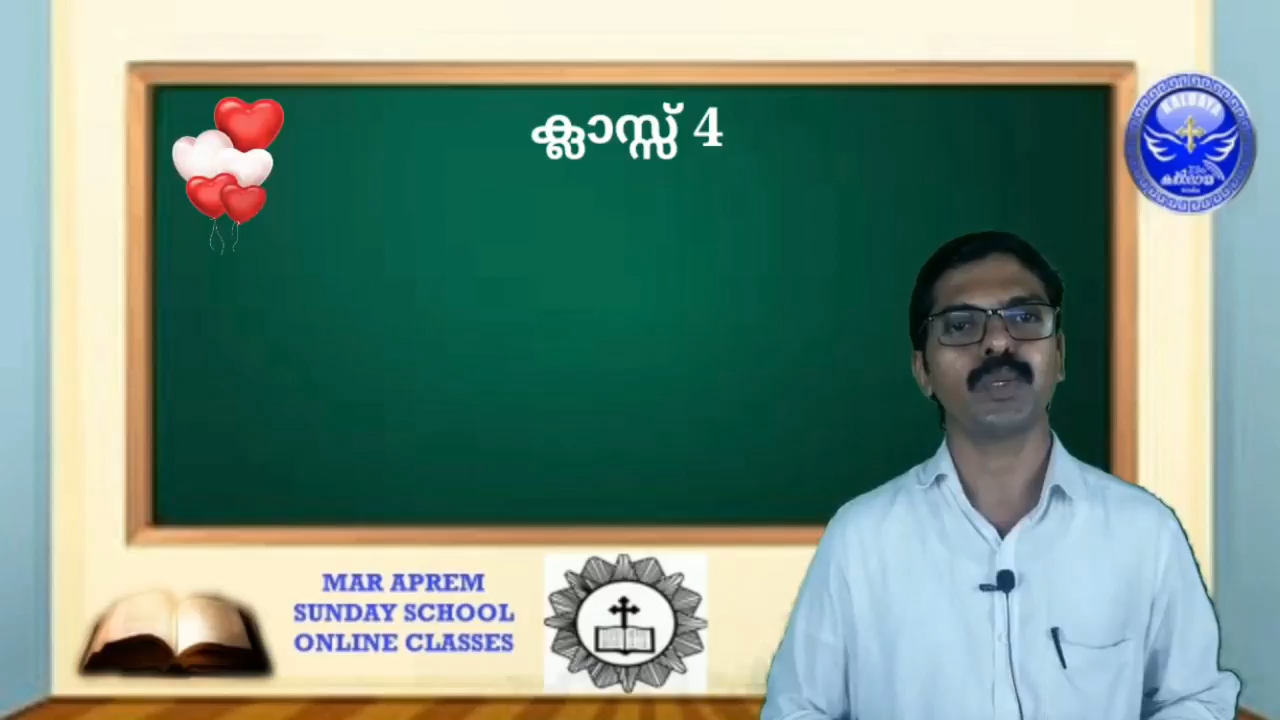 ക്ലാസ്സ് 4
MAR APREM
SUNDAY SCHOOL
ONLINE CLASSES